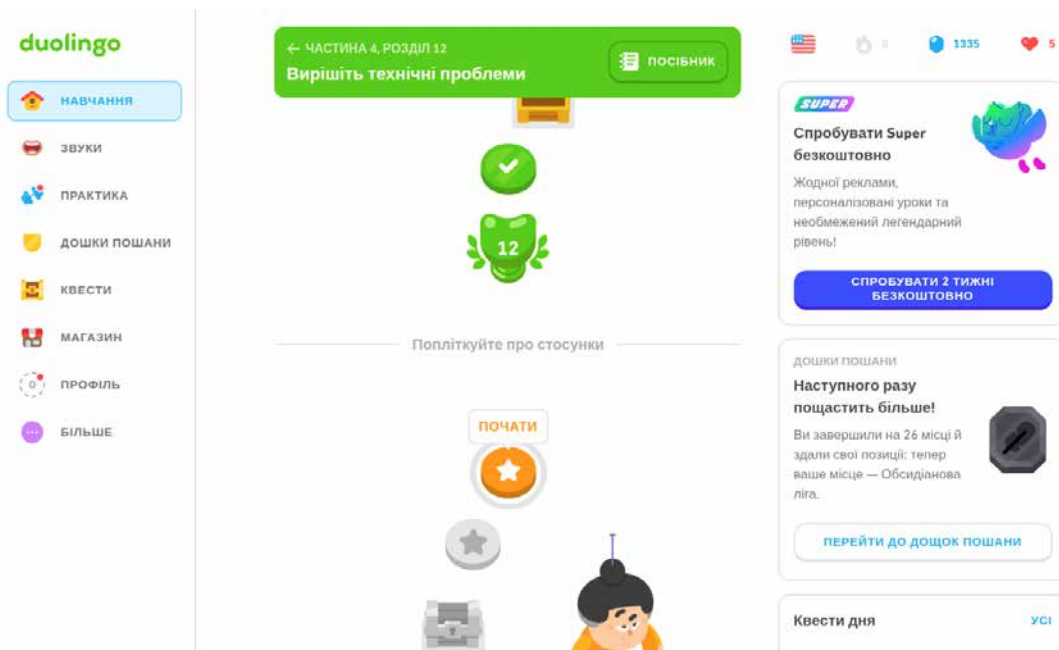 duolingo
НАВЧАННЯ
ЗВУКИ
ПРАКТИКА
ДОШКИ ПОШАНИ
КВЕСТИ
МАГАЗИН
ПРОФІЛЬ
БІЛЬШЕ
← ЧАСТИНА 4, РОЗДІЛ 12
Вирішіть технічні проблеми
ПОСІБНИК
12
Попліткуйте про стосунки
ПОЧАТИ
1335
5
SUPER
Спробувати Super
безкоштовно
Жодної реклами,
персоналізовані уроки та
необмежений легендарний
рівень!
СПРОБУВАТИ 2 ТИЖНІ
БЕЗКОШТОВНО
ДОШКИ ПОШАНИ
Наступного разу
пощастить більше!
Ви завершили на 26 місці й
здали свої позиції: тепер
ваше місце — Обсидіанова
ліга.
ПЕРЕЙТИ ДО ДОЩОК ПОШАНИ
Квести дня
УСІ